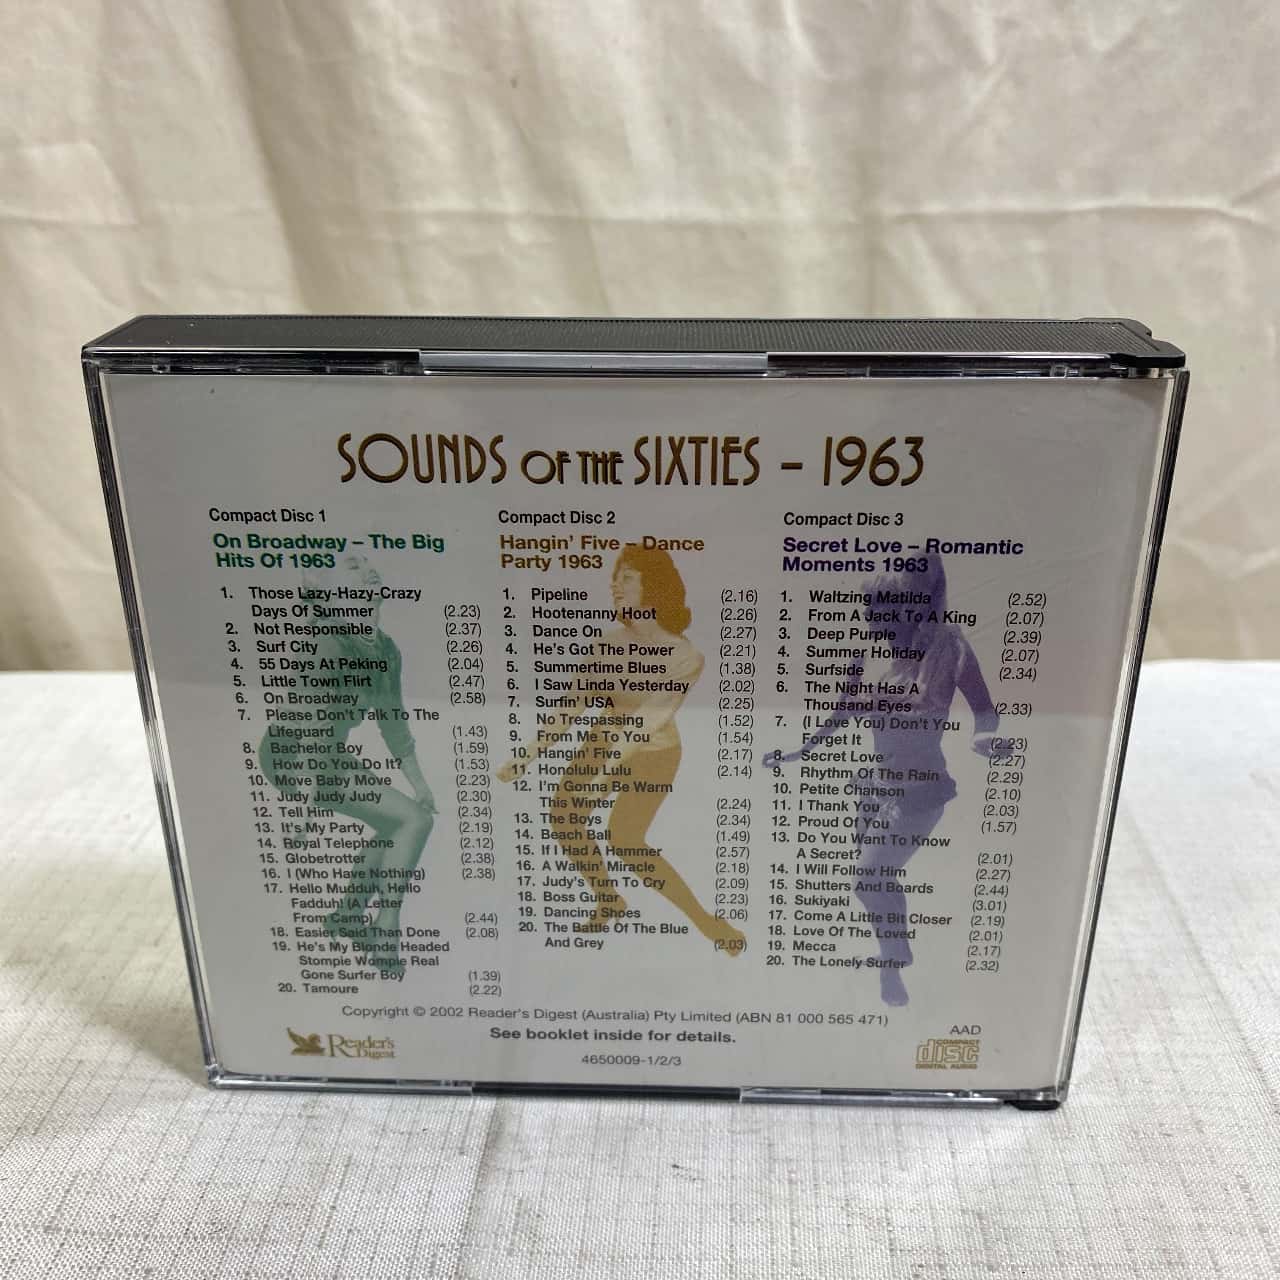 SOUNDS OF THE SIXTIES – 1963
Compact Disc 1
On Broadway – The Big
Hits Of 1963
1. Those Lazy-Hazy-Crazy
Days Of Summer (2.23)
2. Not Responsible (2.37)
3. Surf City (2.26)
4. 55 Days At Peking (2.04)
5. Little Town Flirt (2.47)
6. On Broadway (2.58)
7. Please Don't Talk To The
Lifeguard (1.43)
8. Bachelor Boy (1.59)
9. How Do You Do It? (1.53)
10. Move Baby Move (2.23)
11. Judy Judy Judy (2.30)
12. Tell Him (2.34)
13. It's My Party (2.19)
14. Royal Telephone (2.12)
15. Globetrotter (2.38)
16. I (Who Have Nothing) (2.38)
17. Hello Mudduh, Hello
Fadduh! (A Letter
From Camp) (2.44)
18. Easier Said Than Done (2.08)
19. He's My Blonde Headed
Stompie Wompie Real
Gone Surfer Boy (1.39)
20. Tamoure (2.22)
Compact Disc 2
Hangin' Five – Dance
Party 1963
1. Pipeline (2.16)
2. Hootenanny Hoot (2.26)
3. Dance On (2.27)
4. He's Got The Power (2.21)
5. Summertime Blues (1.38)
6. I Saw Linda Yesterday (2.02)
7. Surfin' USA (2.25)
8. No Trespassing (1.52)
9. From Me To You (1.54)
10. Hangin' Five (2.17)
11. Honolulu Lulu (2.14)
12. I'm Gonna Be Warm
This Winter (2.24)
13. The Boys (2.34)
14. Beach Ball (1.49)
15. If I Had A Hammer (2.57)
16. A Walkin' Miracle (2.18)
17. Judy's Turn To Cry (2.09)
18. Boss Guitar (2.23)
19. Dancing Shoes (2.06)
20. The Battle Of The Blue
And Grey (2.03)
Compact Disc 3
Secret Love – Romantic
Moments 1963
1. Waltzing Matilda (2.52)
2. From A Jack To A King (2.07)
3. Deep Purple (2.39)
4. Summer Holiday (2.07)
5. Surfside (2.34)
6. The Night Has A
Thousand Eyes (2.33)
7. (I Love You) Don't You
Forget It (2.23)
8. Secret Love (2.27)
9. Rhythm Of The Rain (2.29)
10. Petite Chanson (2.10)
11. I Thank You (2.03)
12. Proud Of You (1.57)
13. Do You Want To Know
A Secret? (2.01)
14. I Will Follow Him (2.27)
15. Shutters And Boards (2.44)
16. Sukiyaki (3.01)
17. Come A Little Bit Closer (2.19)
18. Love Of The Loved (2.01)
19. Mecca (2.17)
20. The Lonely Surfer (2.32)
Copyright © 2002 Reader's Digest (Australia) Pty Limited (ABN 81 000 565 471)
See booklet inside for details.
4650009-1/2/3
Reader's
Digest
AAD
COMPACT
disc
DIGITAL AUDIO